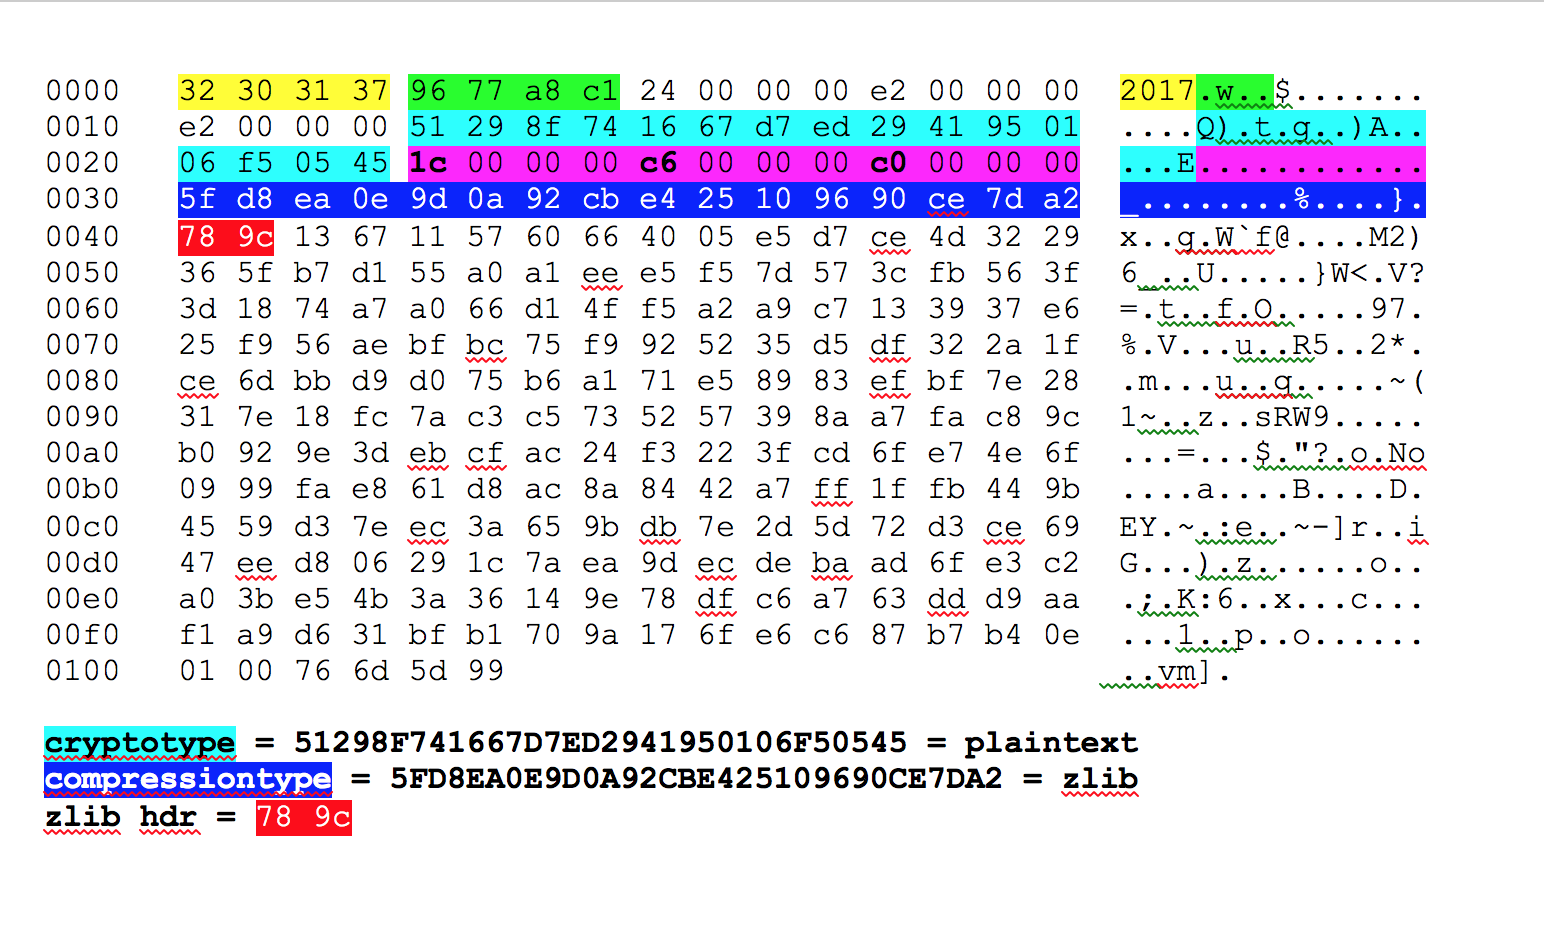 0000 32 30 31 37 96 77 a8 c1 24 00 00 00 e2 00 00 00 2017.w..$.......
0010 e2 00 00 00 51 29 8f 74 16 67 d7 ed 29 41 95 01 ....Q).t.g..)A..
0020 06 f5 05 45 1c 00 00 00 c6 00 00 00 c0 00 00 00 ...E............
0030 5f d8 ea 0e 9d 0a 92 cb e4 25 10 96 90 ce 7d a2 _........%....}.
0040 78 9c 13 67 11 57 60 66 40 05 e5 d7 ce 4d 32 29 x..g.W`f@....M2)
0050 36 5f b7 d1 55 a0 a1 ee e5 f5 7d 57 3c fb 56 3f 6_..U.....}W<.V?
0060 3d 18 74 a7 a0 66 d1 4f f5 a2 a9 c7 13 39 37 e6 =.t..f.O.....97.
0070 25 f9 56 ae bf bc 75 f9 92 52 35 d5 df 32 2a 1f %.V...u..R5..2*.
0080 ce 6d bb d9 d0 75 b6 a1 71 e5 89 83 ef bf 7e 28 .m...u..q.....~(
0090 31 7e 18 fc 7a c3 c5 73 52 57 39 8a a7 fa c8 9c 1~..z..sRW9.....
00a0 b0 92 9e 3d eb cf ac 24 f3 22 3f cd 6f e7 4e 6f ...=...$."?.o.No
00b0 09 99 fa e8 61 d8 ac 8a 84 42 a7 ff 1f fb 44 9b ....a....B....D.
00c0 45 59 d3 7e ec 3a 65 9b db 7e 2d 5d 72 d3 ce 69 EY.~.:e..~-]r..i
00d0 47 ee d8 06 29 1c 7a ea 9d ec de ba ad 6f e3 c2 G...).z......o..
00e0 a0 3b e5 4b 3a 36 14 9e 78 df c6 a7 63 dd d9 aa .;.K:6..x...c...
00f0 f1 a9 d6 31 bf b1 70 9a 17 6f e6 c6 87 b7 b4 0e ...1..p..o......
0100 01 00 76 6d 5d 99 ..vm].
cryptotype = 51298F741667D7ED2941950106F50545 = plaintext
compressiontype = 5FD8EA0E9D0A92CBE425109690CE7DA2 = zlib
zlib hdr = 78 9c